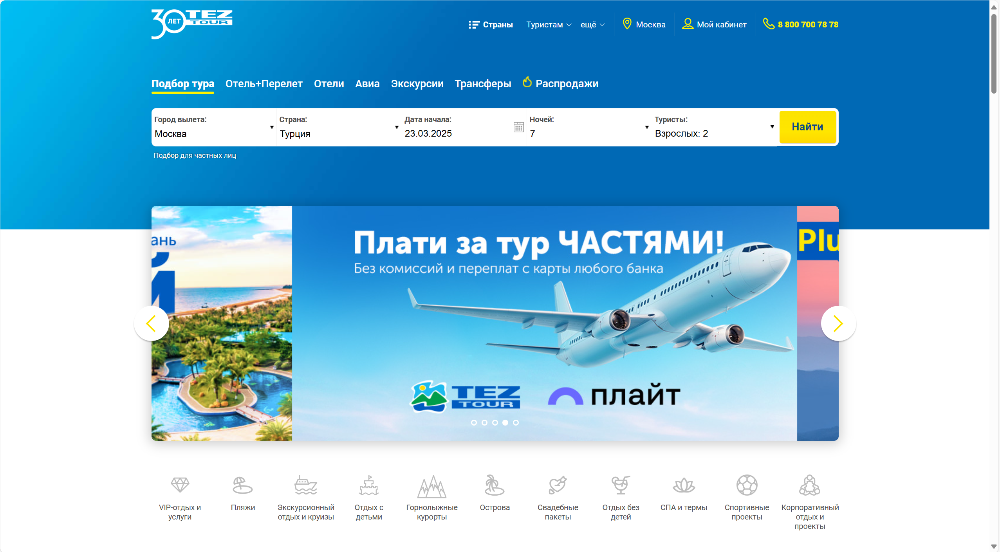 30 ЛЕТ TEZ TOUR
Страны Туристам ещё Москва Мой кабинет 8 800 700 78 78
Подбор тура Отель+Перелет Отели Авиа Экскурсии Трансферы Распродажи
Город вылета: Страна: Дата начала: Ночей: Туристы:
Москва Турция 23.03.2025 7 Взрослых: 2 Найти
Подбор для частных лиц
ань
Й
Plu
Плати за тур ЧАСТЯМИ!
Без комиссий и переплат с карты любого банка
TEZ TOUR плайт
VIP-отдых и
услуги
Пляжи
Экскурсионный
отдых и круизы
Отдых с
детьми
Горнолыжные
курорты
Острова
Свадебные
пакеты
Отдых без
детей
СПА и термы
Спортивные
проекты
Корпоративный
отдых и
проекты